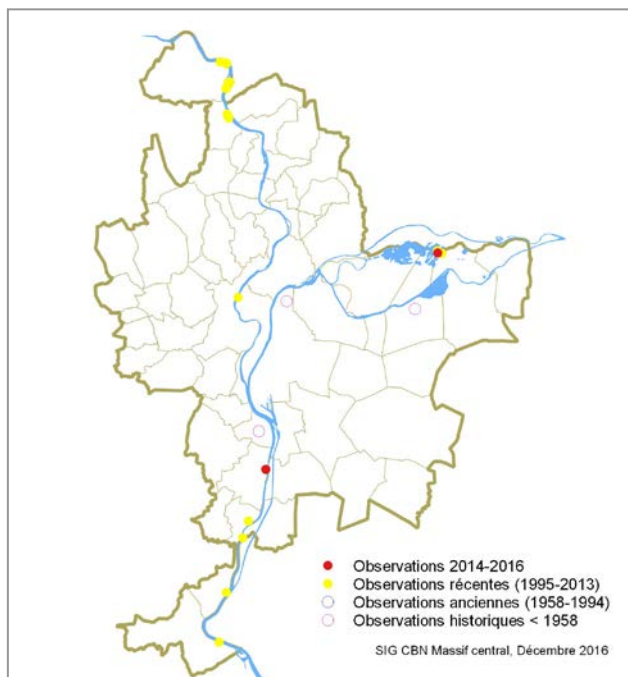 Observations 2014-2016
Observations récentes (1995-2013)
Observations anciennes (1958-1994)
Observations historiques < 1958
SIG CBN Massif central, Décembre 2016